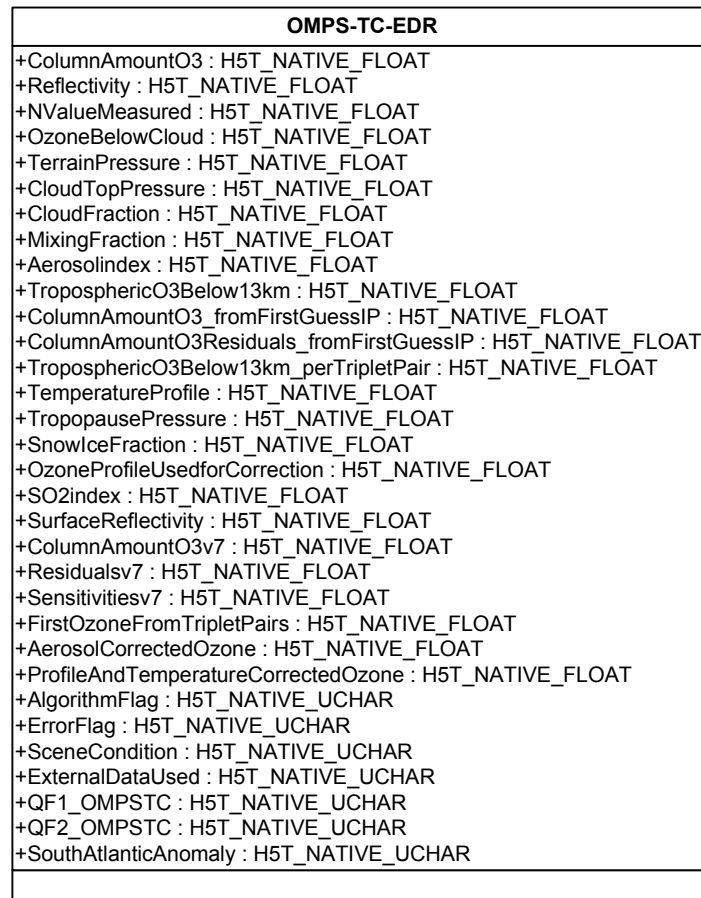 OMPS-TC-EDR
+ColumnAmountO3 : H5T_NATIVE_FLOAT
+Reflectivity : H5T_NATIVE_FLOAT
+NValueMeasured : H5T_NATIVE_FLOAT
+OzoneBelowCloud : H5T_NATIVE_FLOAT
+TerrainPressure : H5T_NATIVE_FLOAT
+CloudTopPressure : H5T_NATIVE_FLOAT
+CloudFraction : H5T_NATIVE_FLOAT
+MixingFraction : H5T_NATIVE_FLOAT
+Aerosolindex : H5T_NATIVE_FLOAT
+TroposphericO3Below13km : H5T_NATIVE_FLOAT
+ColumnAmountO3_fromFirstGuessIP : H5T_NATIVE_FLOAT
+ColumnAmountO3Residuals_fromFirstGuessIP : H5T_NATIVE_FLOAT
+TroposphericO3Below13km_perTripletPair : H5T_NATIVE_FLOAT
+TemperatureProfile : H5T_NATIVE_FLOAT
+TropopausePressure : H5T_NATIVE_FLOAT
+SnowIceFraction : H5T_NATIVE_FLOAT
+OzoneProfileUsedforCorrection : H5T_NATIVE_FLOAT
+SO2index : H5T_NATIVE_FLOAT
+SurfaceReflectivity : H5T_NATIVE_FLOAT
+ColumnAmountO3v7 : H5T_NATIVE_FLOAT
+Residualsv7 : H5T_NATIVE_FLOAT
+Sensitivitiesv7 : H5T_NATIVE_FLOAT
+FirstOzoneFromTripletPairs : H5T_NATIVE_FLOAT
+AerosolCorrectedOzone : H5T_NATIVE_FLOAT
+ProfileAndTemperatureCorrectedOzone : H5T_NATIVE_FLOAT
+AlgorithmFlag : H5T_NATIVE_UCHAR
+ErrorFlag : H5T_NATIVE_UCHAR
+SceneCondition : H5T_NATIVE_UCHAR
+ExternalDataUsed : H5T_NATIVE_UCHAR
+QF1_OMPSTC : H5T_NATIVE_UCHAR
+QF2_OMPSTC : H5T_NATIVE_UCHAR
+SouthAtlanticAnomaly : H5T_NATIVE_UCHAR